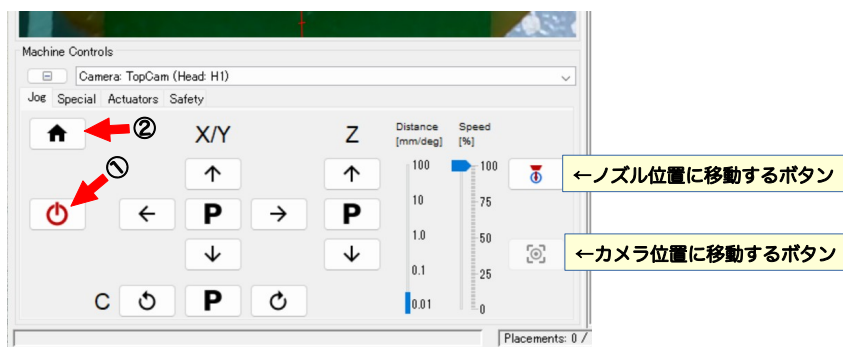 Machine Controls
Camera: TopCam (Head: H1)
Jog Special Actuators Safety
②
X/Y
Z
Distance
[mm/deg]
Speed
[%]
①
100
100
←ノズル位置に移動するボタン
P
P
10
75
1.0
50
←カメラ位置に移動するボタン
0.1
25
C
P
0.01
0
Placements: 0 /